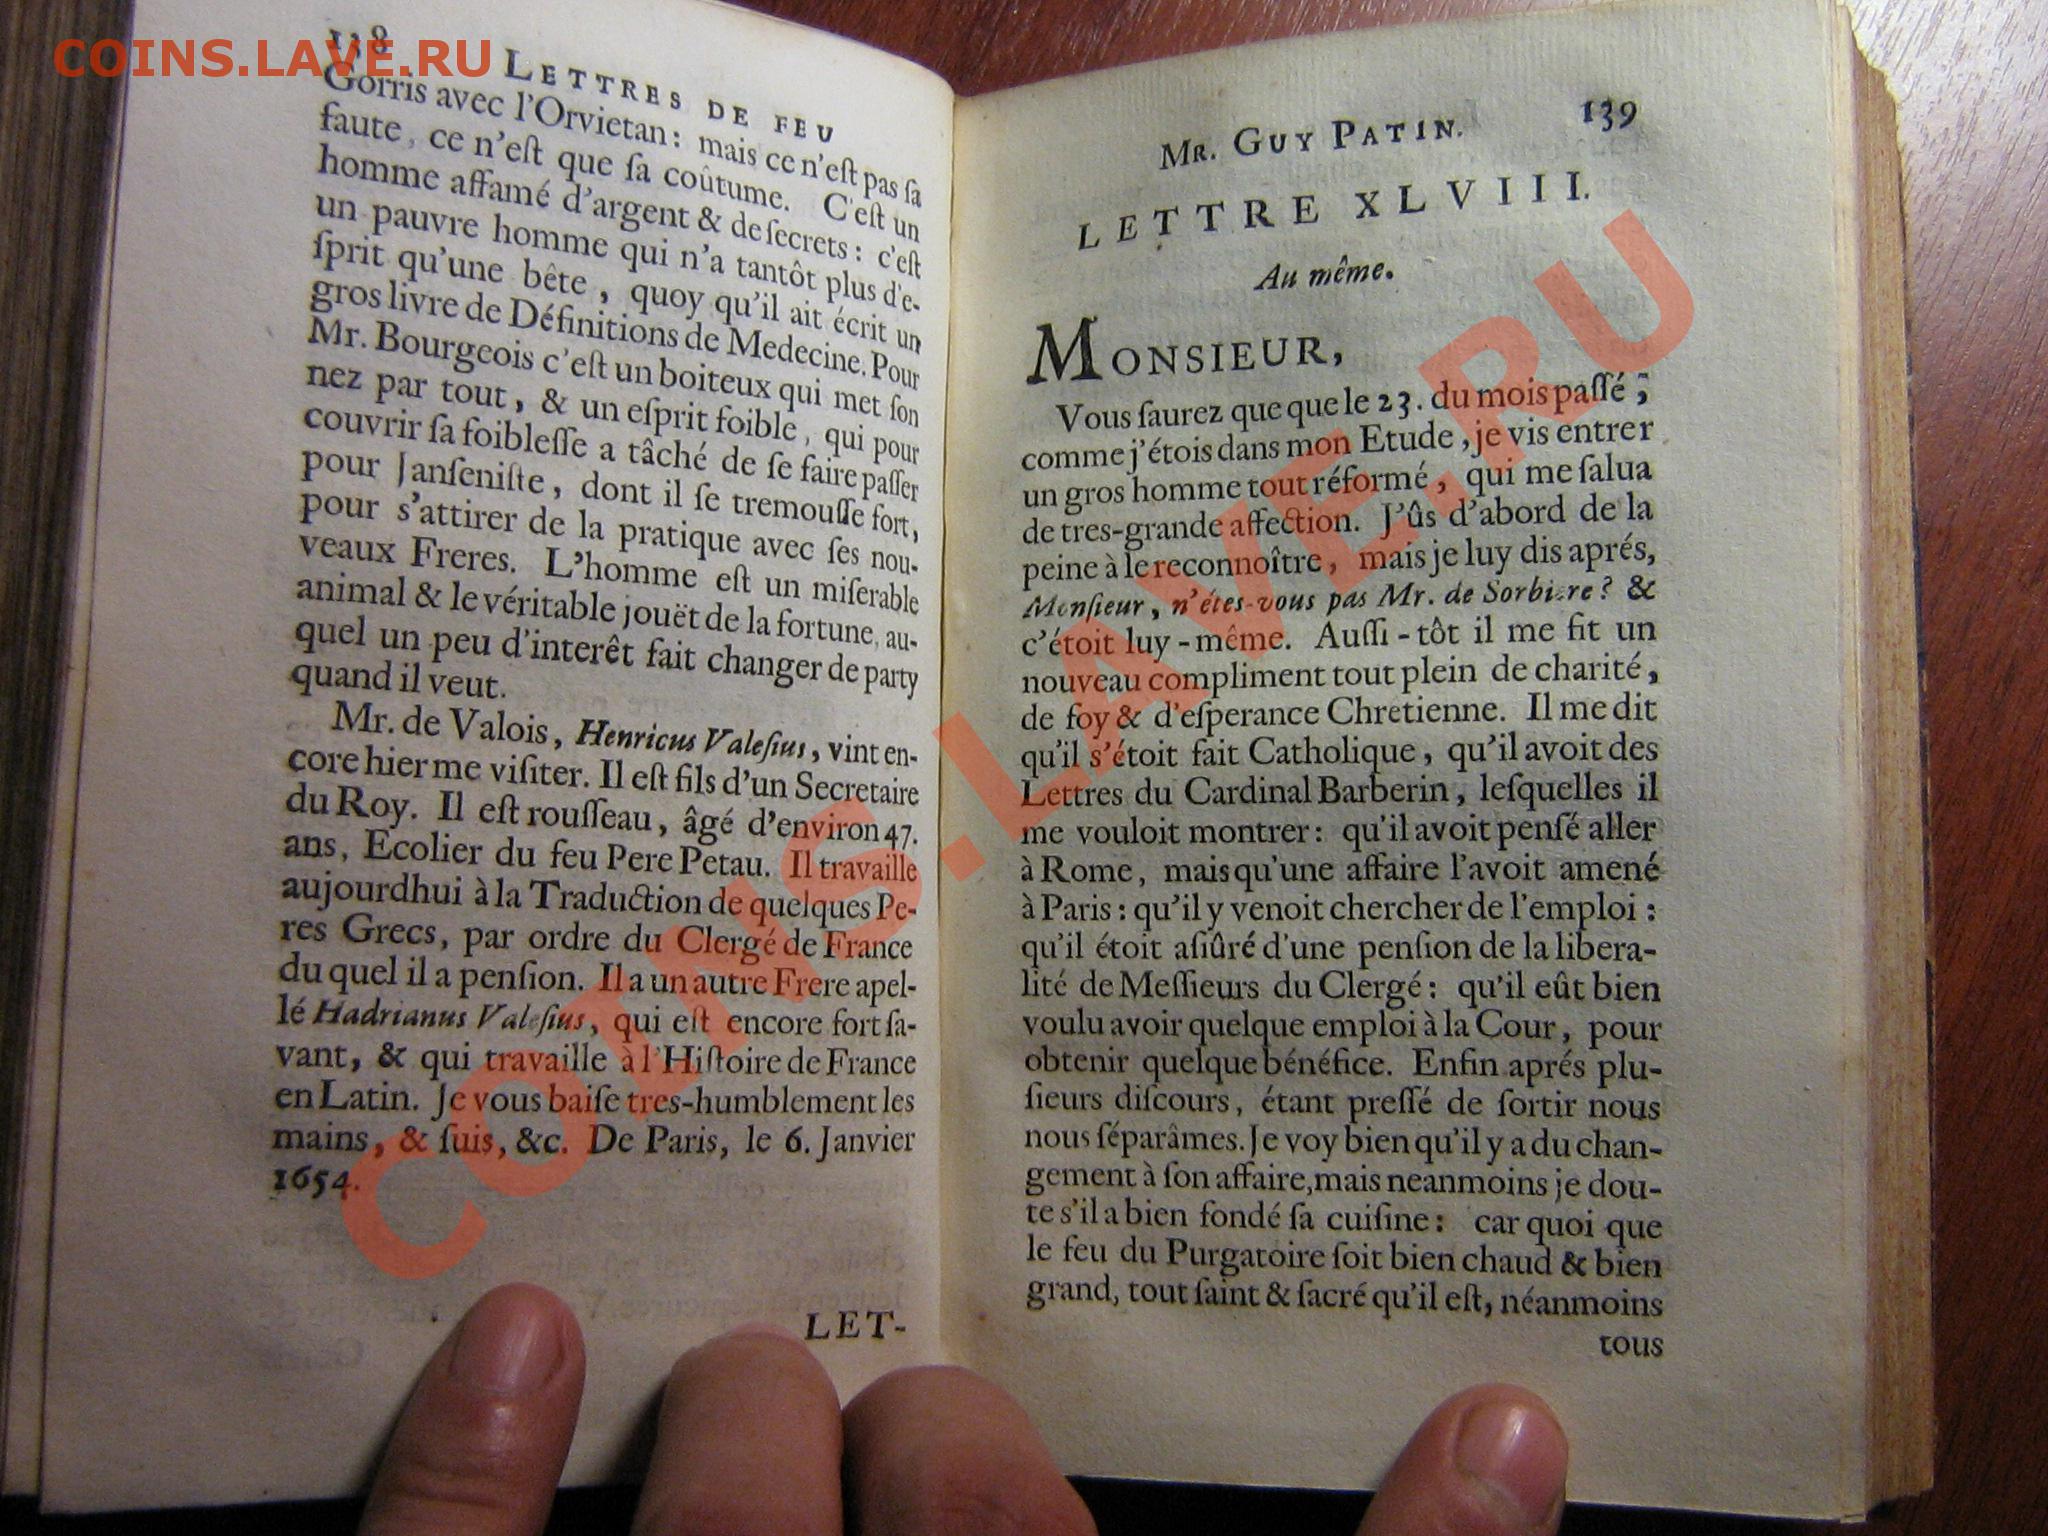 COINS.LAVE.RU
138 LETTRES DE FEU
Gorris avec l'Orvietan: mais ce n'eſt pas ſa
faute, ce n'eſt que ſa coûtume. C'eſt un
homme affamé d'argent & de ſecrets: c'eſt
un pauvre homme qui n'a tantôt plus d'e-
ſprit qu'une bête, quoy qu'il ait écrit un
gros livre de Définitions de Medecine. Pour
Mr. Bourgeois c'eſt un boiteux qui met ſon
nez par tout, & un eſprit foible, qui pour
couvrir ſa foibleſſe a tâché de ſe faire paſſer
pour Janſeniſte, dont il ſe tremouſſe fort,
pour s'attirer de la pratique avec ſes nou-
veaux Freres. L'homme eſt un miſerable
animal & le véritable jouët de la fortune, au-
quel un peu d'interêt fait changer de party
quand il veut.
Mr. de Valois, Henricus Valeſius, vint en-
core hier me viſiter. Il eſt fils d'un Secretaire
du Roy. Il eſt rouſſeau, âgé d'environ 47.
ans, Ecolier du feu Pere Petau. Il travaille
aujourdhui à la Traduction de quelques Pe-
res Grecs, par ordre du Clergé de France
du quel il a penſion. Il a un autre Frere apel-
lé Hadrianus Valeſius, qui eſt encore fort ſa-
vant, & qui travaille à l'Hiſtoire de France
en Latin. Je vous baiſe tres-humblement les
mains, & ſuis, &c. De Paris, le 6. Janvier
1654.
LET-
MR. GUY PATIN. 139
LETTRE XLVIII.
Au même.
MONSIEUR,
Vous ſaurez que que le 23. du mois paſſé,
comme j'étois dans mon Etude, je vis entrer
un gros homme tout réformé, qui me ſalua
de tres-grande affection. J'ûs d'abord de la
peine à le reconnoître, mais je luy dis aprés,
Monſieur, n'étes-vous pas Mr. de Sorbiere? &
c'étoit luy-même. Auſſi-tôt il me fit un
nouveau compliment tout plein de charité,
de foy & d'eſperance Chretienne. Il me dit
qu'il s'étoit fait Catholique, qu'il avoit des
Lettres du Cardinal Barberin, leſquelles il
me vouloit montrer: qu'il avoit penſé aller
à Rome, mais qu'une affaire l'avoit amené
à Paris: qu'il y venoit chercher de l'emploi:
qu'il étoit aſiûré d'une penſion de la libera-
lité de Meſſieurs du Clergé: qu'il eût bien
voulu avoir quelque emploi à la Cour, pour
obtenir quelque bénéfice. Enfin aprés plu-
ſieurs diſcours, étant preſſé de ſortir nous
nous ſéparâmes. Je voy bien qu'il y a du chan-
gement à ſon affaire, mais neanmoins je dou-
te s'il a bien fondé ſa cuiſine: car quoi que
le feu du Purgatoire ſoit bien chaud & bien
grand, tout ſaint & ſacré qu'il eſt, néanmoins
tous
COINS.LAVE.RU